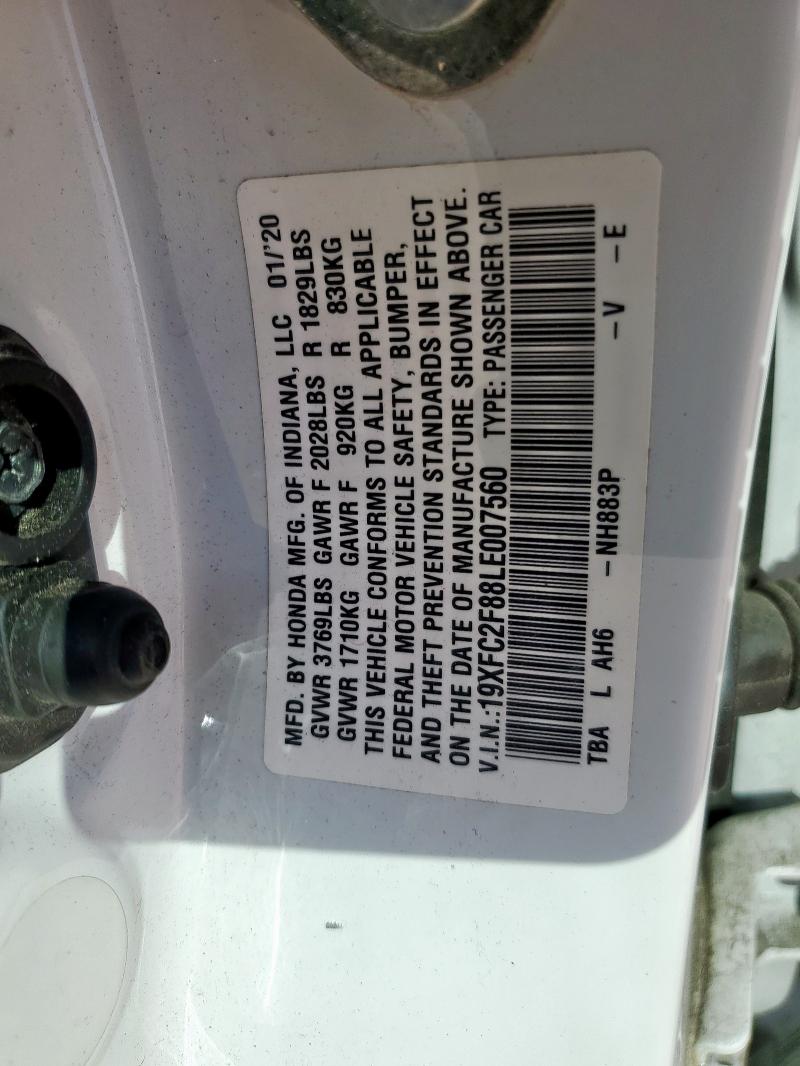 MFD. BY HONDA MFG. OF INDIANA, LLC 01/'20
GVWR 3769LBS GAWR F 2028LBS R 1829LBS
GVWR 1710KG GAWR F 920KG R 830KG
THIS VEHICLE CONFORMS TO ALL APPLICABLE
FEDERAL MOTOR VEHICLE SAFETY, BUMPER,
AND THEFT PREVENTION STANDARDS IN EFFECT
ON THE DATE OF MANUFACTURE SHOWN ABOVE.
V.I.N.:19XFC2F88LE007560 TYPE: PASSENGER CAR
TBA L AH6 -NH883P -V -E